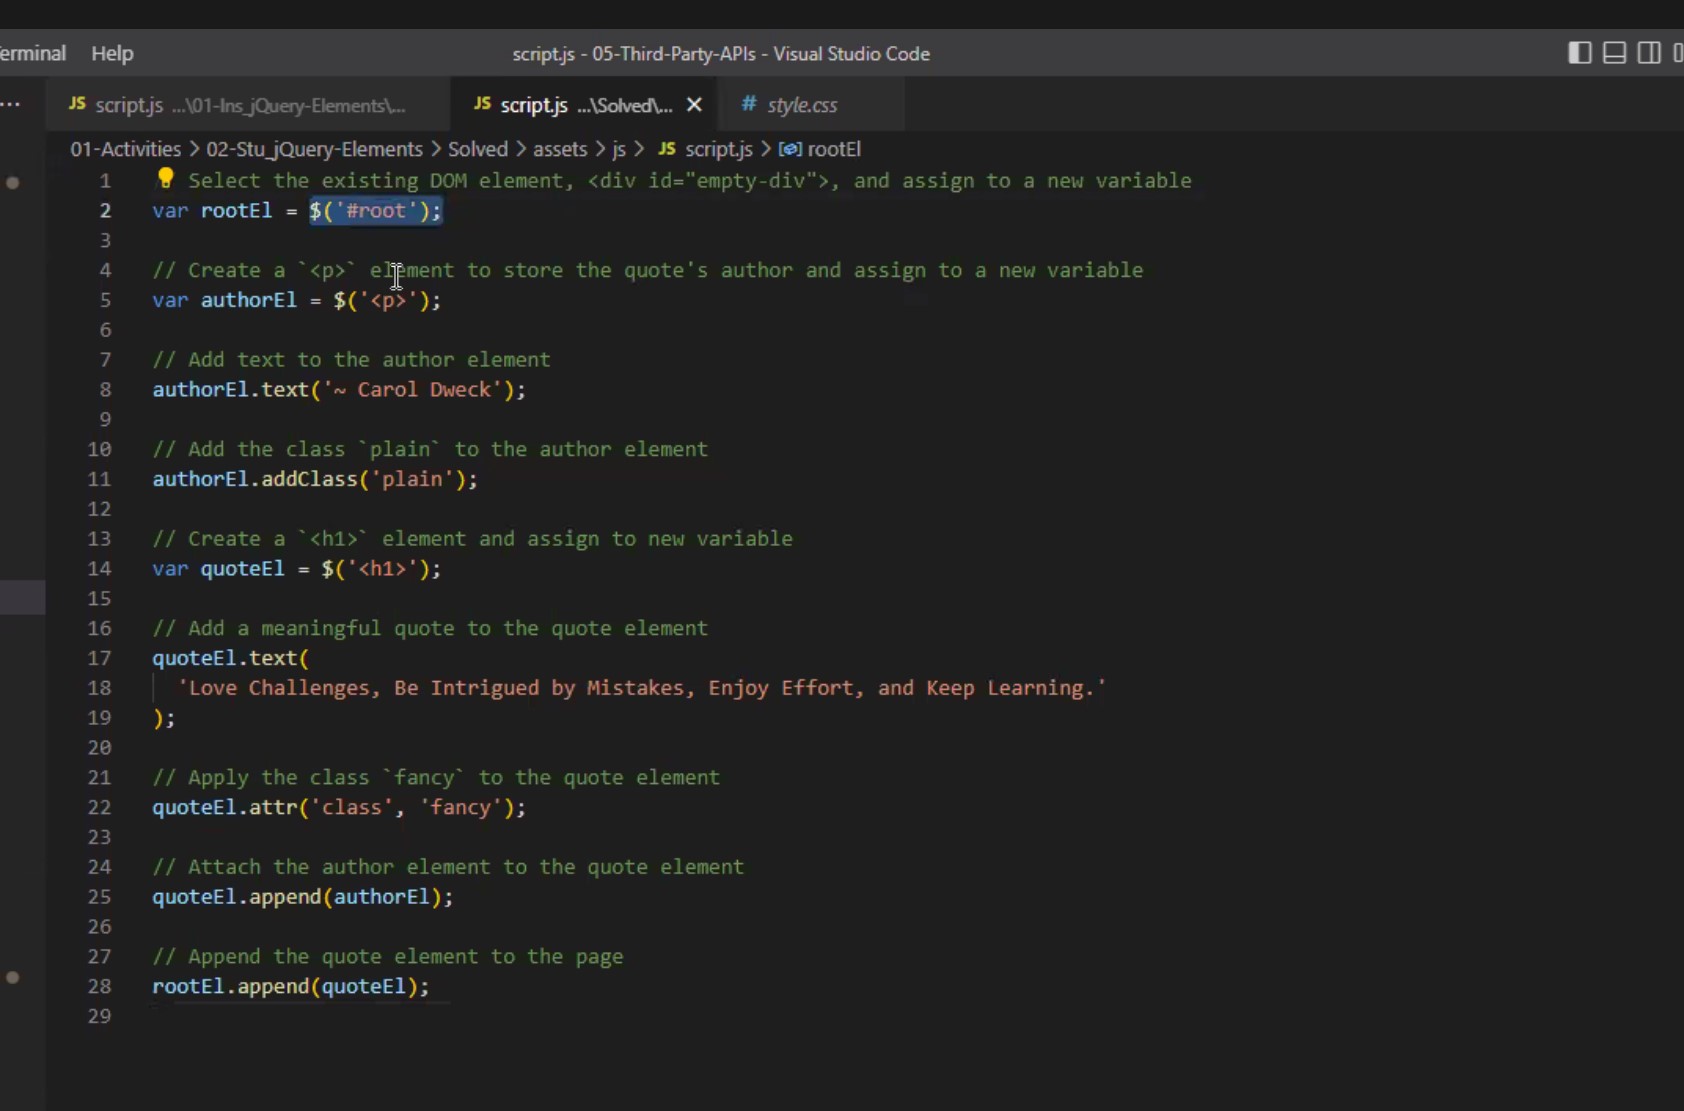 Terminal Help script.js - 05-Third-Party-APIs - Visual Studio Code
... JS script.js ...\01-Ins_jQuery-Elements\... JS script.js ...\Solved\... × # style.css
01-Activities > 02-Stu_jQuery-Elements > Solved > assets > js > JS script.js > rootEl
1 Select the existing DOM element, <div id="empty-div">, and assign to a new variable
2 var rootEl = $('#root');
3
4 // Create a `<p>` element to store the quote's author and assign to a new variable
5 var authorEl = $('<p>');
6
7 // Add text to the author element
8 authorEl.text('~ Carol Dweck');
9
10 // Add the class `plain` to the author element
11 authorEl.addClass('plain');
12
13 // Create a `<h1>` element and assign to new variable
14 var quoteEl = $('<h1>');
15
16 // Add a meaningful quote to the quote element
17 quoteEl.text(
18 'Love Challenges, Be Intrigued by Mistakes, Enjoy Effort, and Keep Learning.'
19 );
20
21 // Apply the class `fancy` to the quote element
22 quoteEl.attr('class', 'fancy');
23
24 // Attach the author element to the quote element
25 quoteEl.append(authorEl);
26
27 // Append the quote element to the page
28 rootEl.append(quoteEl);
29